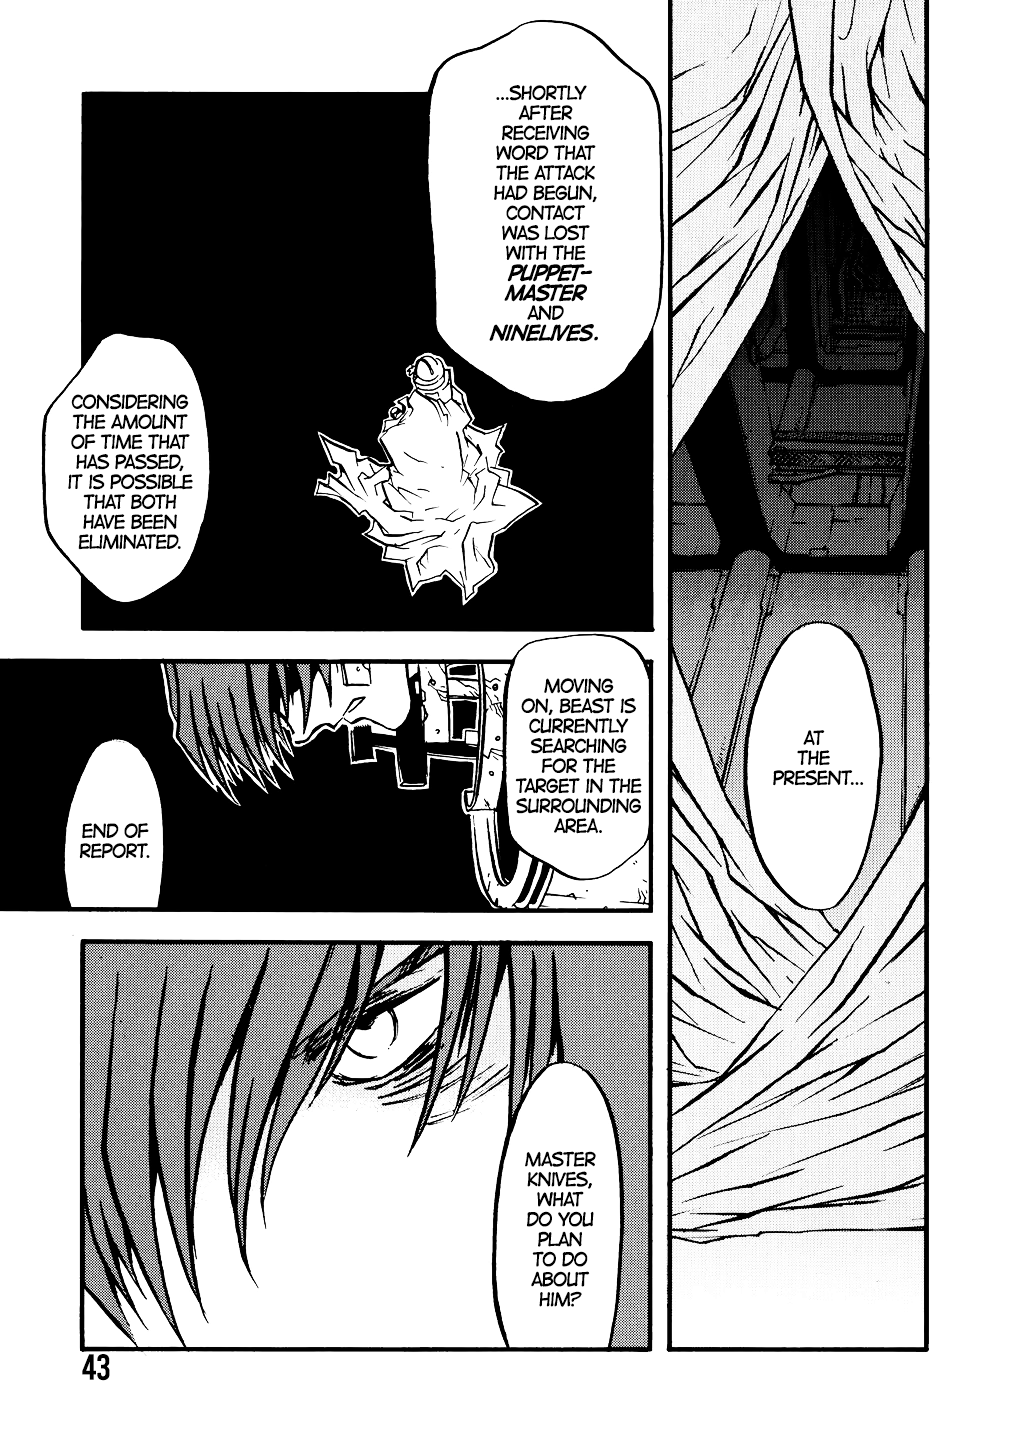 AT
THE
PRESENT...
...SHORTLY
AFTER
RECEIVING
WORD THAT
THE ATTACK
HAD BEGUN,
CONTACT
WAS LOST
WITH THE
PUPPET-
MASTER
AND
NINELIVES.
CONSIDERING
THE AMOUNT
OF TIME THAT
HAS PASSED,
IT IS POSSIBLE
THAT BOTH
HAVE BEEN
ELIMINATED.
MOVING
ON, BEAST IS
CURRENTLY
SEARCHING
FOR THE
TARGET IN THE
SURROUNDING
AREA.
END OF
REPORT.
MASTER
KNIVES,
WHAT
DO YOU
PLAN
TO DO
ABOUT
HIM?
43